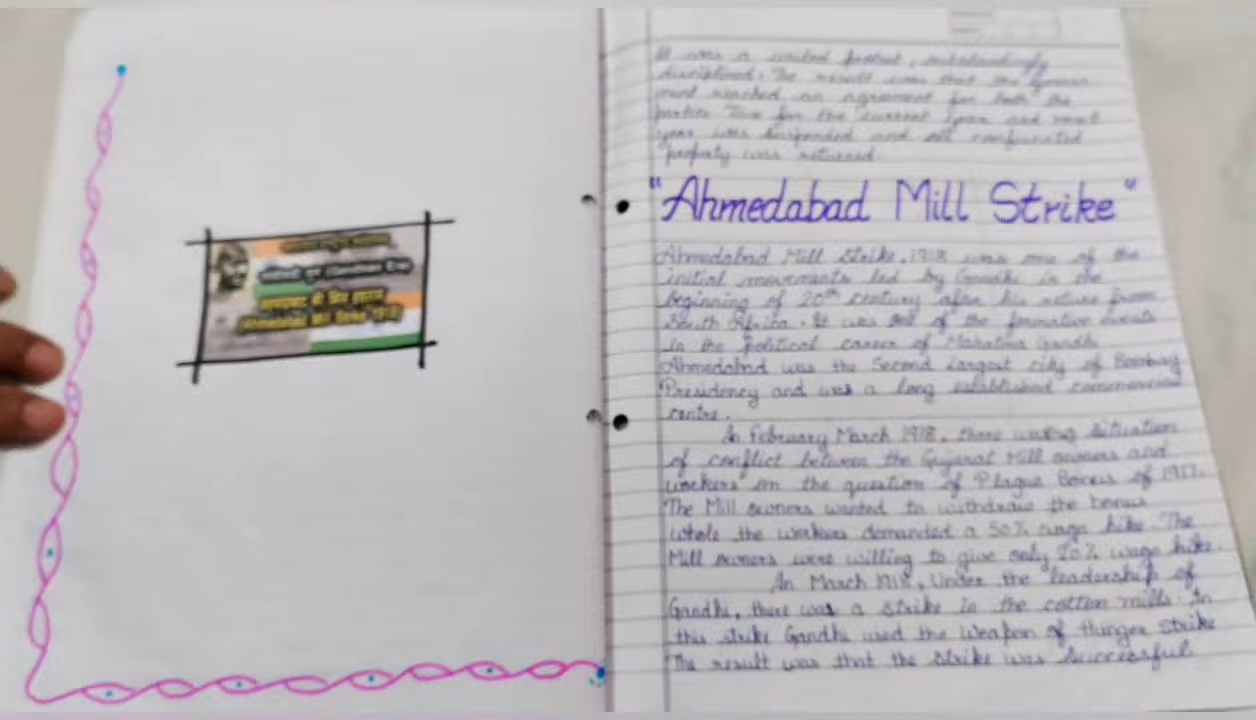 अहमदाबाद की मिल हड़ताल
(Ahmedabad Mill Strike 1918)
It was a united protest, outstandingly
disciplined. The result was that the
ment reached an agreement for both the
parties. Tax for the current year and next
year was suspended and all confiscated
property was returned.
"Ahmedabad Mill Strike"
Ahmedabad Mill Strike, 1918 was one of the
initial movements led by Gandhi in the
beginning of 20th century after his return from
South Africa. It was one of the formative events
in the political career of Mahatma Gandhi
Ahmedabad was the Second Largest city of Bombay
Presidency and was a long established commercial
centre.
In February March 1918, there was situation
of conflict between the Gujarat Mill owners and
workers on the question of Plague Bonus of 1917.
The Mill owners wanted to withdraw the bonus
while the workers demanded a 50% wage hike. The
Mill owners were willing to give only 20% wage hike
In March 1918, Under the leadership of
Gandhi, there was a strike in the cotton mills. In
this strike Gandhi used the Weapon of Hunger strike
The result was that the strike was successful